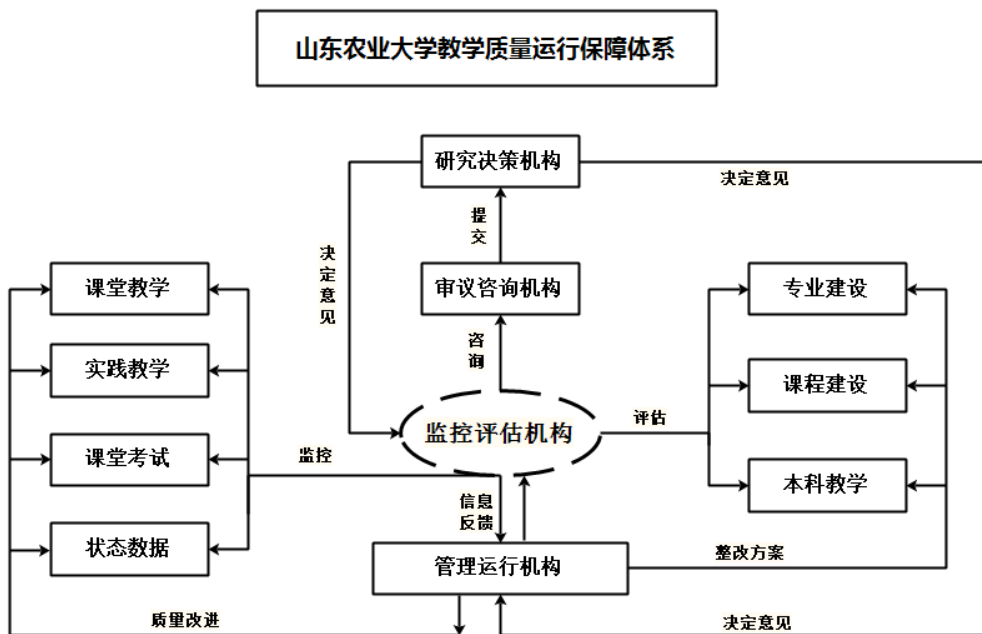 山东农业大学教学质量运行保障体系
研究决策机构
决定意见
提交
决定意见
课堂教学
审议咨询机构
专业建设
咨询
实践教学
课程建设
监控评估机构
评估
课堂考试
监控
本科教学
信息
反馈
状态数据
管理运行机构
整改方案
质量改进
决定意见